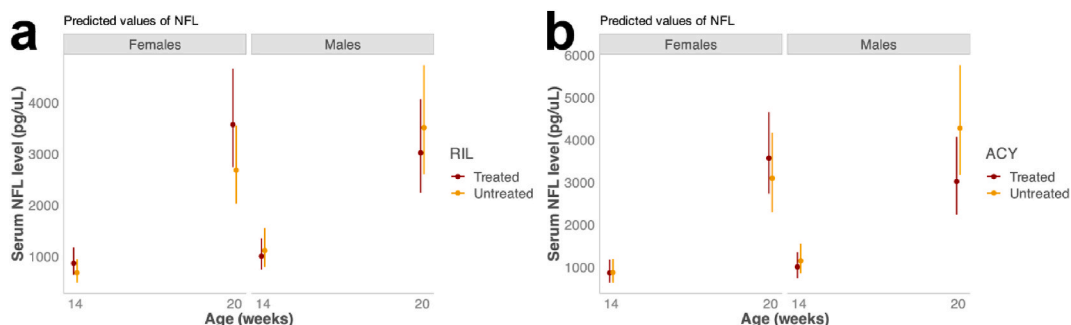 a
Predicted values of NFL
Females Males
Serum NFL level (pg/uL)
4000
3000
2000
1000
14 20 14 20
Age (weeks)
RIL
Treated
Untreated
b
Predicted values of NFL
Females Males
Serum NFL level (pg/uL)
6000
5000
4000
3000
2000
1000
14 20 14 20
Age (weeks)
ACY
Treated
Untreated